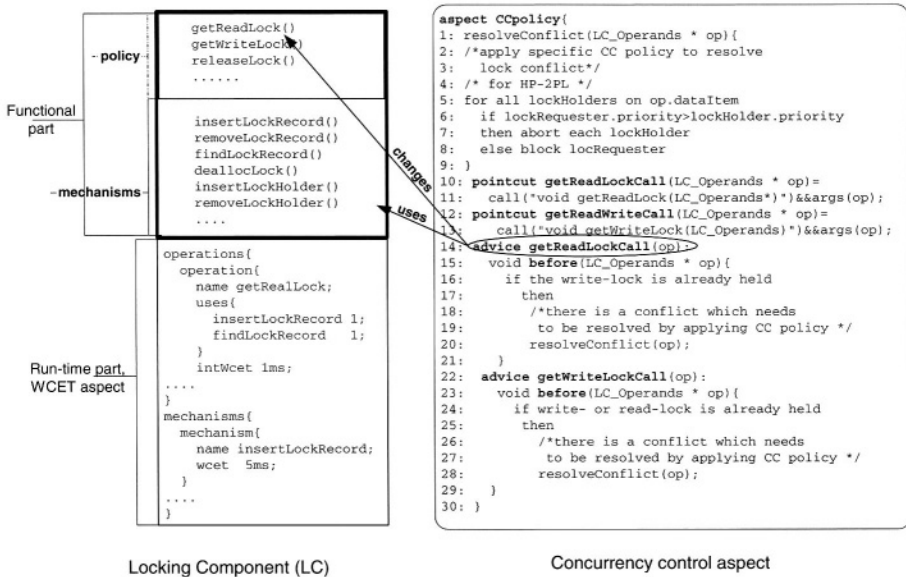 policy
Functional
part
mechanisms
Run-time part,
WCET aspect
getReadLock()
getWriteLock()
releaseLock()
......
insertLockRecord()
removeLockRecord()
findLockRecord()
deallocLock()
insertLockHolder()
removeLockHolder()
....
operations{
operation{
name getRealLock;
uses{
insertLockRecord 1;
findLockRecord 1;
}
intWcet 1ms;
....
}
mechanisms{
mechanism{
name insertLockRecord;
wcet 5ms;
}
....
}
Locking Component (LC)
changes
uses
aspect CCpolicy{
1: resolveConflict(LC_Operands * op){
2: /*apply specific CC policy to resolve
3: lock conflict*/
4: /* for HP-2PL */
5: for all lockHolders on op.dataItem
6: if lockRequester.priority>lockHolder.priority
7: then abort each lockHolder
8: else block locRequester
9: }
10: pointcut getReadLockCall(LC_Operands * op)=
11: call("void getReadLock(LC_Operands*)")&&args(op);
12: pointcut getReadWriteCall(LC_Operands * op)=
13: call("void getWriteLock(LC_Operands)")&&args(op);
14: advice getReadLockCall(op):
15: void before(LC_Operands * op){
16: if the write-lock is already held
17: then
18: /*there is a conflict which needs
19: to be resolved by applying CC policy */
20: resolveConflict(op);
21: }
22: advice getWriteLockCall(op):
23: void before(LC_Operands * op){
24: if write- or read-lock is already held
25: then
26: /*there is a conflict which needs
27: to be resolved by applying CC policy */
28: resolveConflict(op);
29: }
30: }
Concurrency control aspect